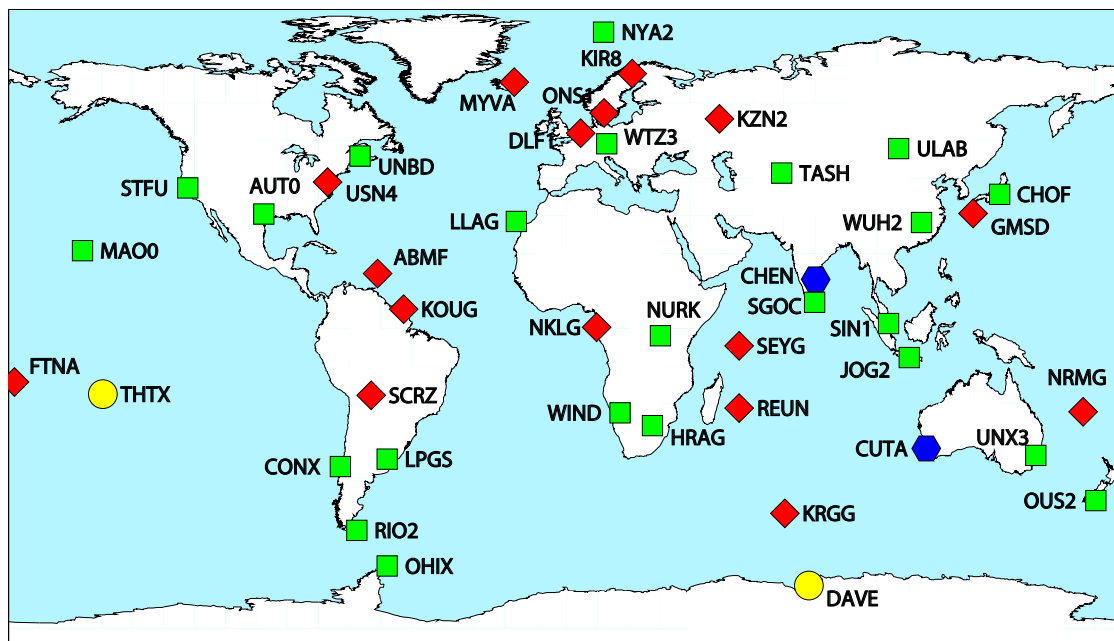 NYA2
KIR8
MYVA
ONS1
KZN2
DLF1
WTZ3
ULAB
UNBD
TASH
STFU
AUT0
USN4
CHOF
LLAG
WUH2
GMSD
MAO0
ABMF
CHEN
KOUG
NURK
SGOC
NKLG
SIN1
SEYG
FTNA
JOG2
THTX
SCRZ
NRMG
WIND
REUN
HRAG
CUTA
UNX3
CONX
LPGS
OUS2
KRGG
RIO2
OHIX
DAVE